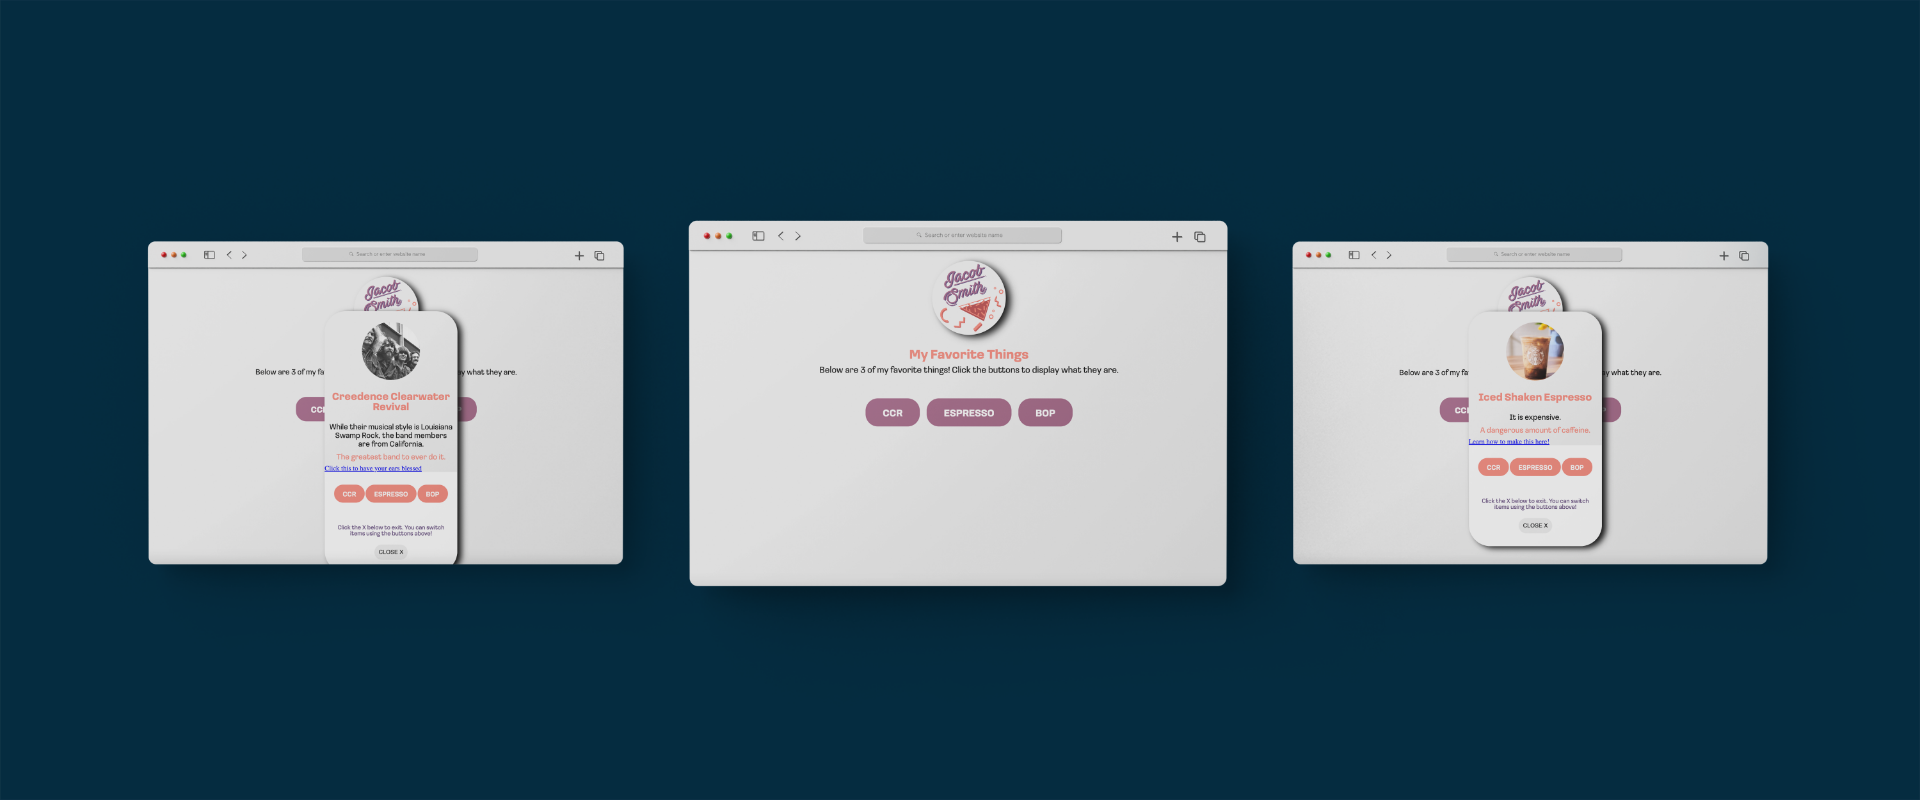 Search or enter website name
Jacob
Smith
Below are 3 of my fa
y what they are.
CC
Creedence Clearwater
Revival
While their musical style is Louisiana
Swamp Rock, the band members
are from California.
The greatest band to ever do it.
Click this to have your ears blessed
CCR
ESPRESSO
BOP
Click the X below to exit. You can switch
items using the buttons above!
CLOSE X
Search or enter website name
Jacob
Smith
My Favorite Things
Below are 3 of my favorite things! Click the buttons to display what they are.
CCR
ESPRESSO
BOP
Search or enter website name
Jacob
Smith
Below are 3 of my fa
y what they are.
CC
Iced Shaken Espresso
It is expensive.
A dangerous amount of caffeine.
Learn how to make this here!
CCR
ESPRESSO
BOP
Click the X below to exit. You can switch
items using the buttons above!
CLOSE X